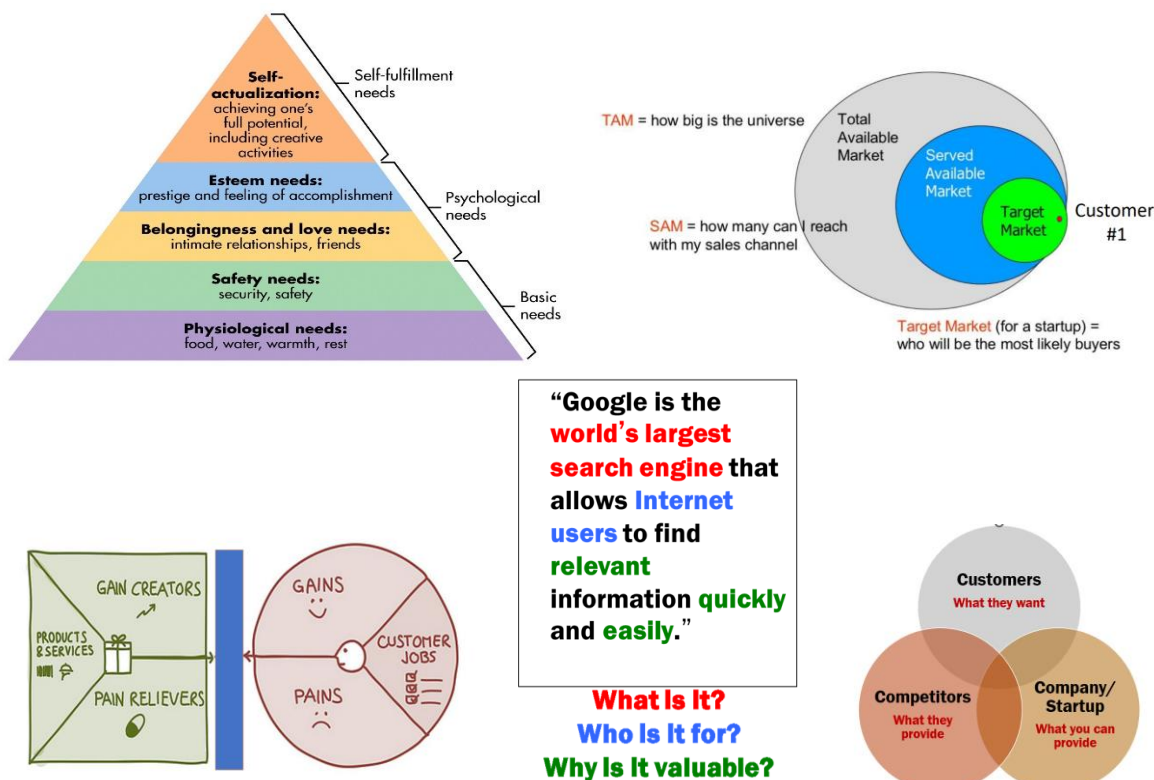 Self-
actualization:
achieving one's
full potential,
including creative
activities
Esteem needs:
prestige and feeling of accomplishment
Belongingness and love needs:
intimate relationships, friends
Safety needs:
security, safety
Physiological needs:
food, water, warmth, rest
Self-fulfillment
needs
Psychological
needs
Basic
needs
TAM = how big is the universe
SAM = how many can I reach
with my sales channel
Total
Available
Market
Served
Available
Market
Target
Market
Customer
#1
Target Market (for a startup) =
who will be the most likely buyers
GAIN CREATORS
PRODUCTS
& SERVICES
PAIN RELIEVERS
GAINS
CUSTOMER
JOBS
PAINS
“Google is the
world’s largest
search engine that
allows Internet
users to find
relevant
information quickly
and easily.”
What Is It?
Who Is It for?
Why Is It valuable?
Customers
What they want
Competitors
What they
provide
Company/
Startup
What you can
provide